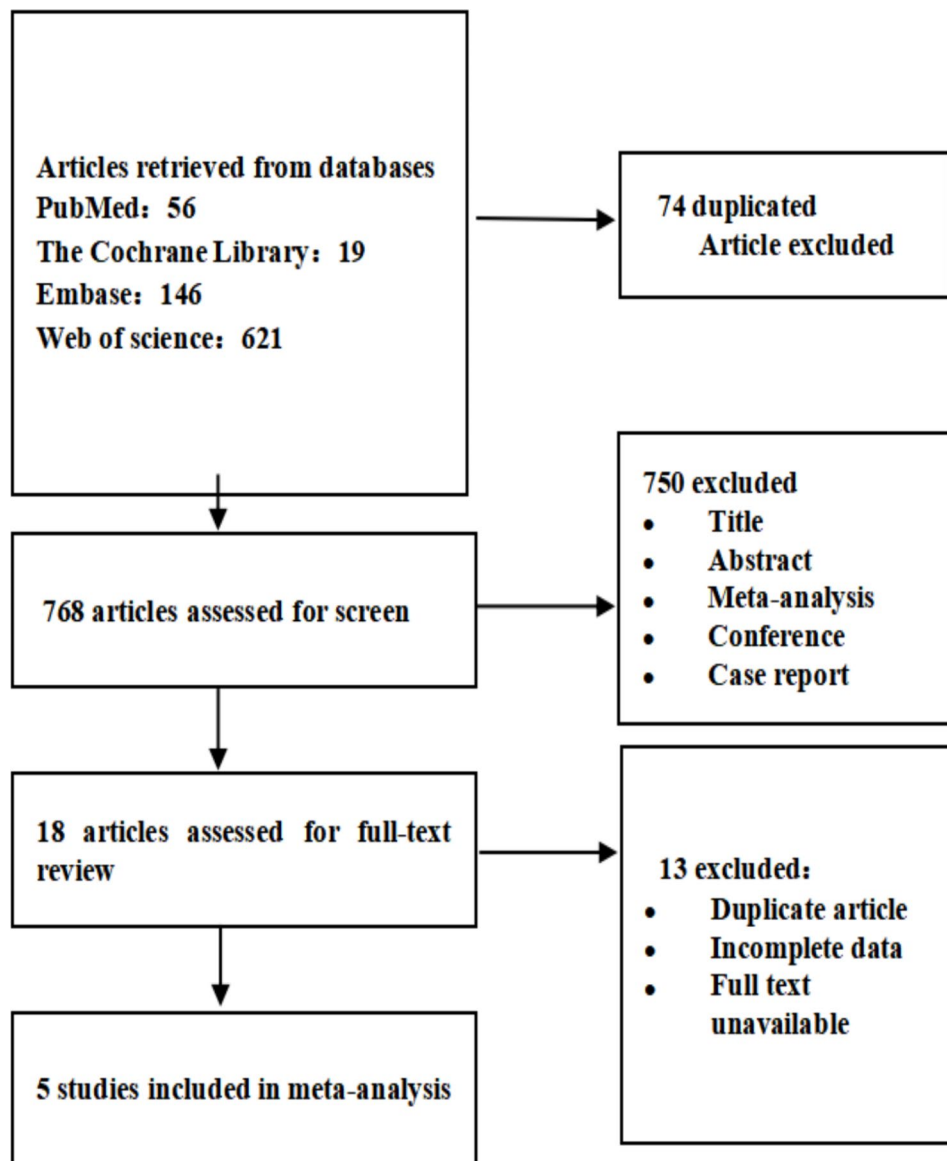 Articles retrieved from databases
PubMed：56
The Cochrane Library：19
Embase：146
Web of science：621
74 duplicated
Article excluded
768 articles assessed for screen
750 excluded
• Title
• Abstract
• Meta-analysis
• Conference
• Case report
18 articles assessed for full-text
review
13 excluded：
• Duplicate article
• Incomplete data
• Full text
unavailable
5 studies included in meta-analysis